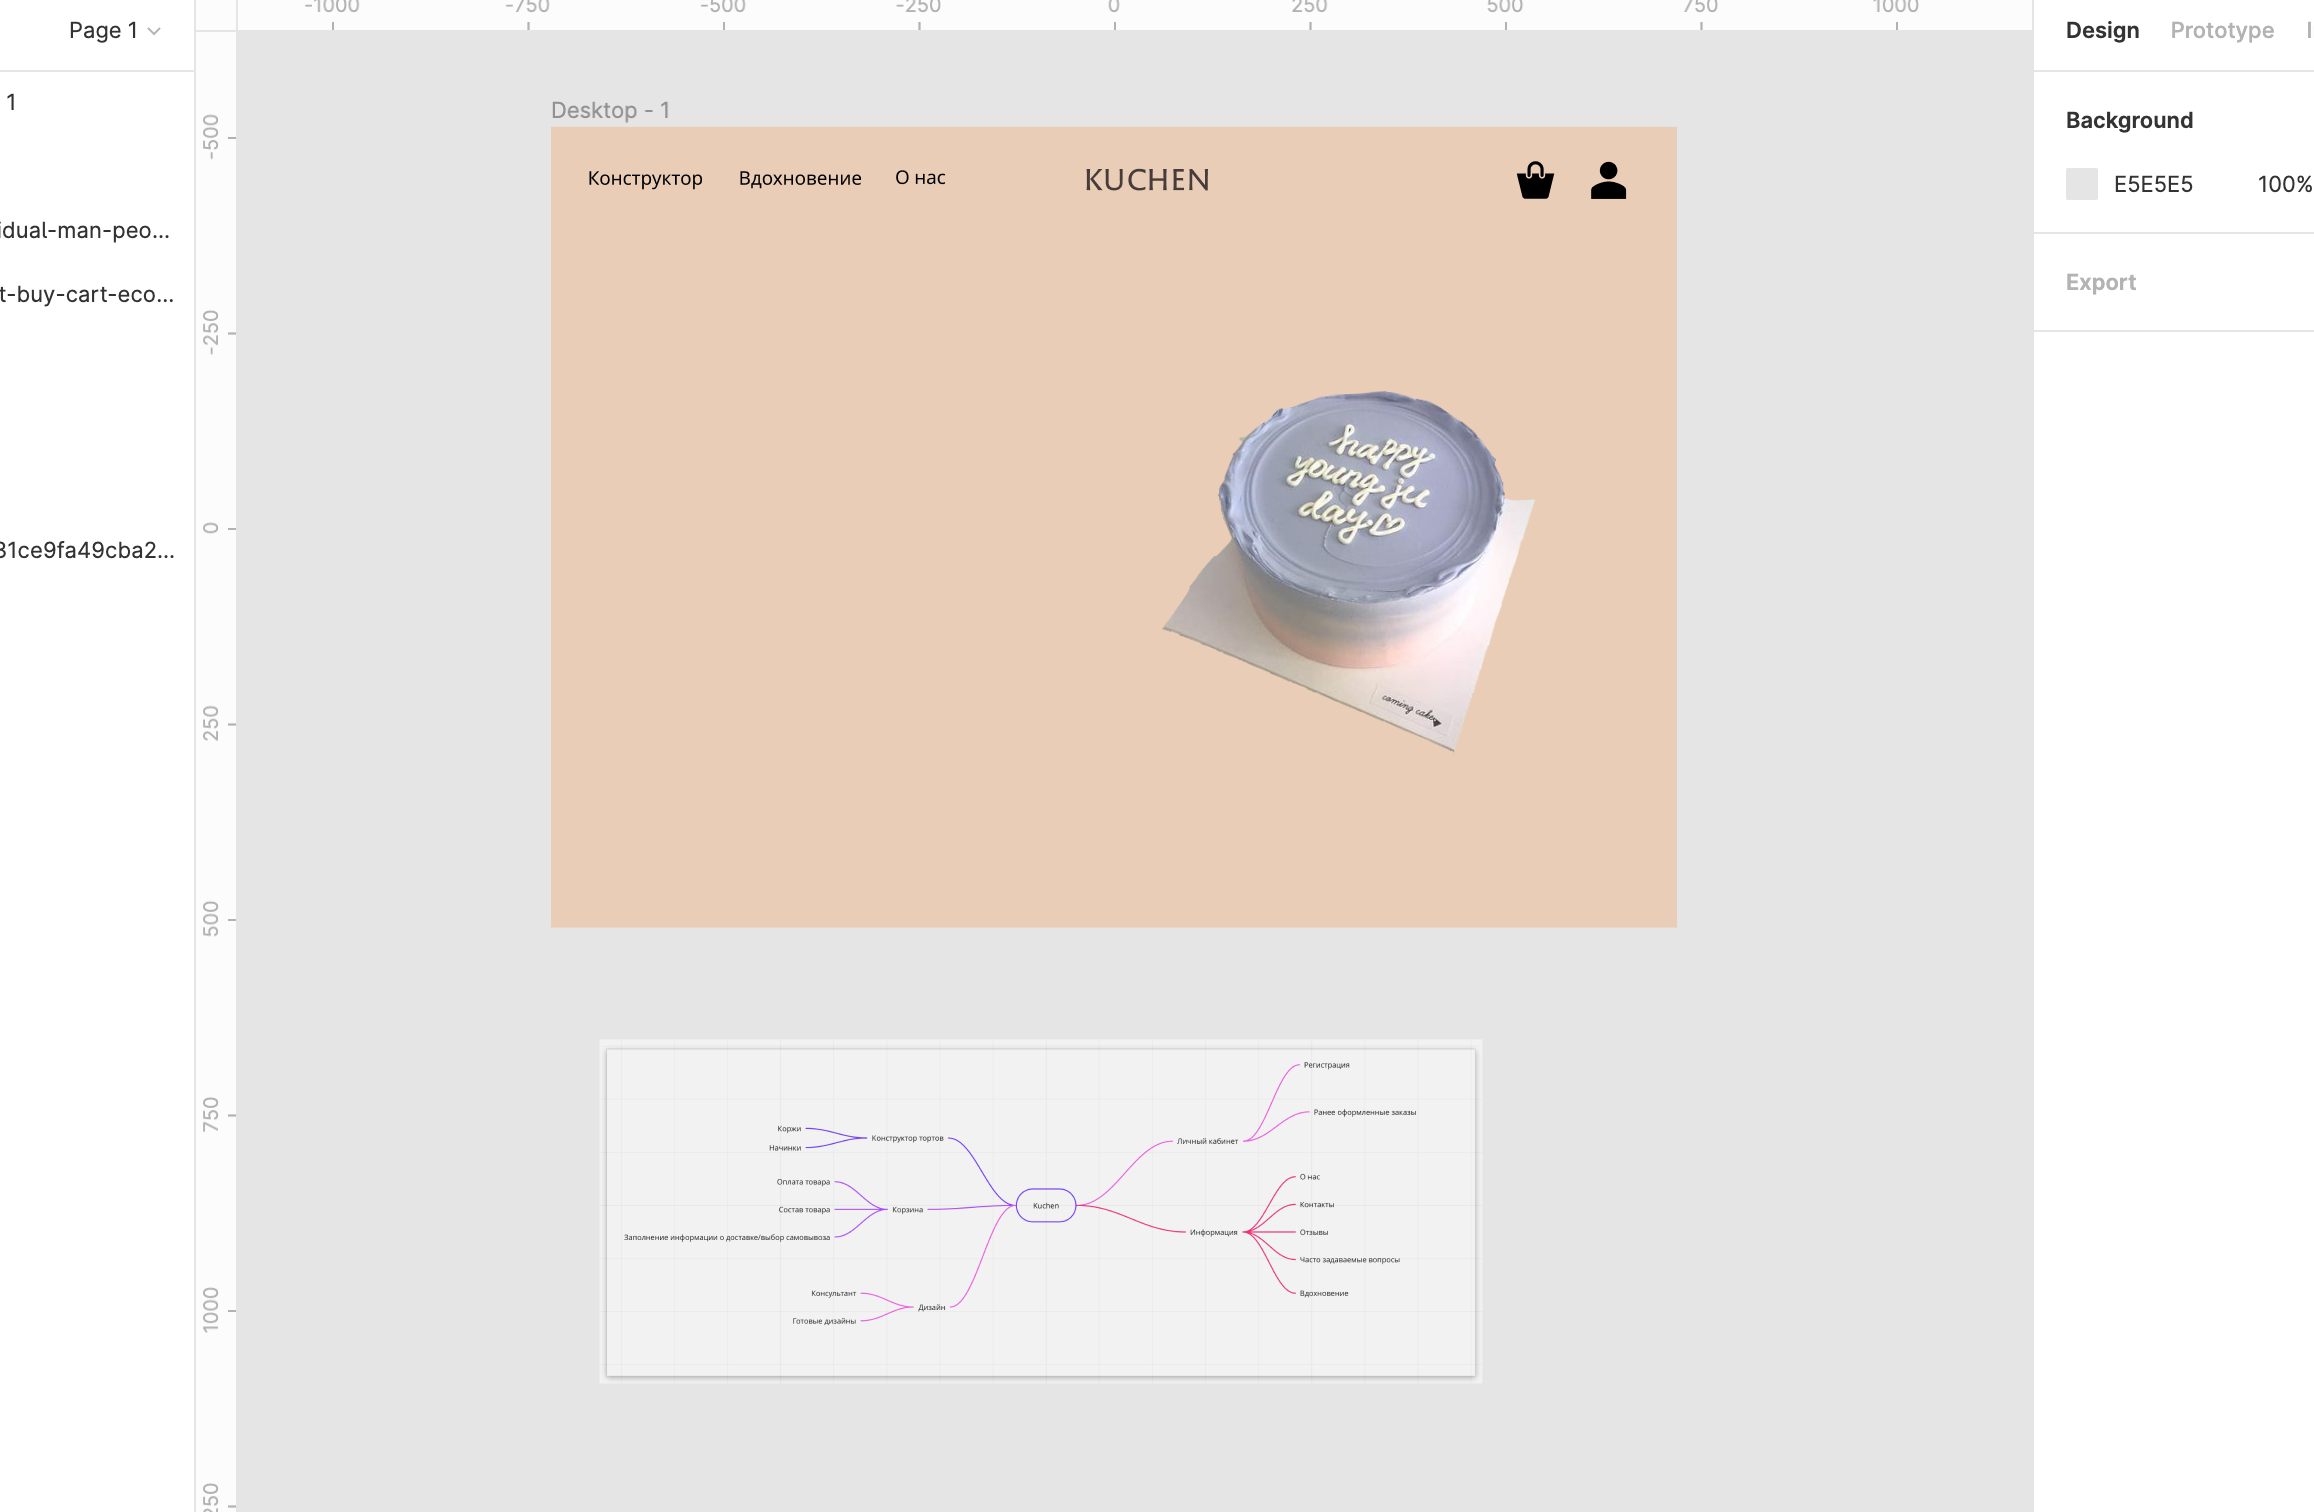 -1000 -750 -500 -250 0 250 500 750 1000
Page 1
Design Prototype
1
Desktop - 1
Background
E5E5E5 100%
Export
idual-man-peo...
t-buy-cart-eco...
31ce9fa49cba2...
-500
-250
0
250
500
750
1000
250
Конструктор Вдохновение О нас KUCHEN
happy
young ju
day.♡
coming cake
Регистрация
Ранее оформленные заказы
Личный кабинет
Коржи
Начинки
Конструктор тортов
Оплата товара
Состав товара
Заполнение информации о доставке/выбор самовывоза
Корзина
Kuchen
О нас
Контакты
Отзывы
Часто задаваемые вопросы
Вдохновение
Информация
Консультант
Готовые дизайны
Дизайн